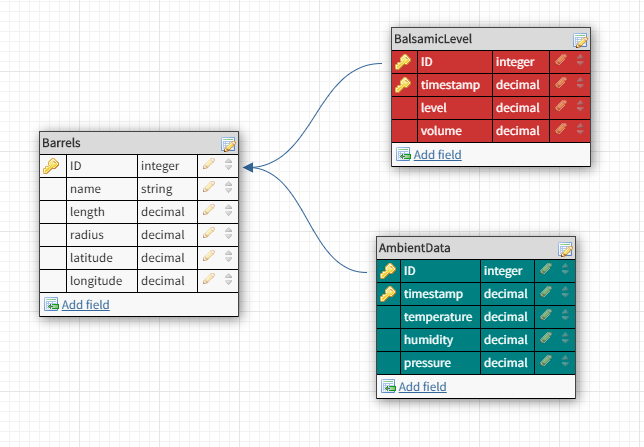 BalsamicLevel
ID integer
timestamp decimal
level decimal
volume decimal
Add field
Barrels
ID integer
name string
length decimal
radius decimal
latitude decimal
longitude decimal
Add field
AmbientData
ID integer
timestamp decimal
temperature decimal
humidity decimal
pressure decimal
Add field